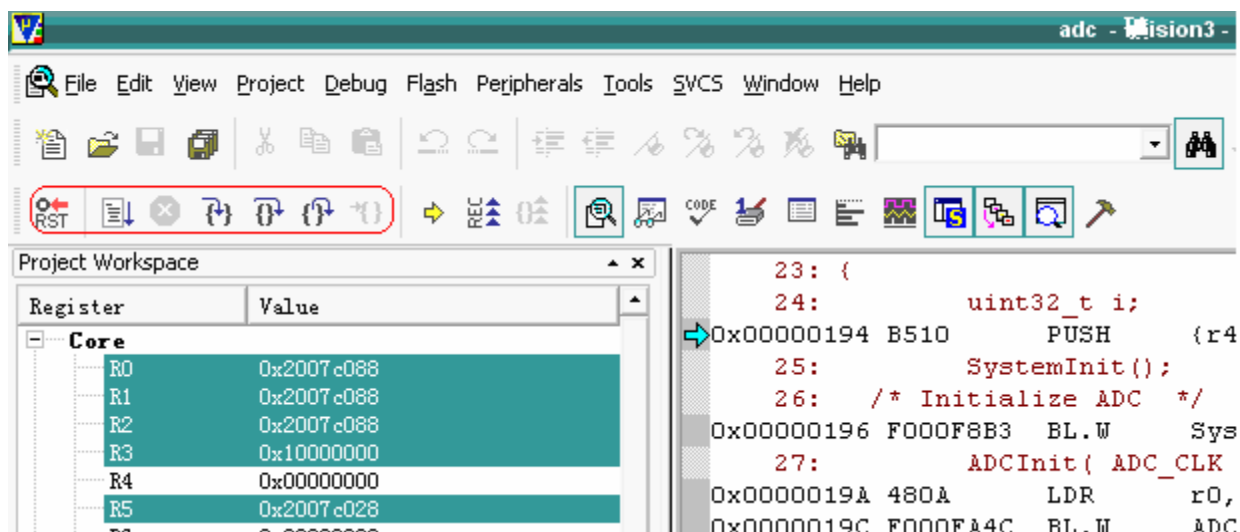 adc - ision3 -
File Edit View Project Debug Flash Peripherals Tools SVCS Window Help
RST REC CODE
Project Workspace
Register Value
Core
R0 0x2007c088
R1 0x2007c088
R2 0x2007c088
R3 0x10000000
R4 0x00000000
R5 0x2007c028
23: {
24: uint32_t i;
0x00000194 B510 PUSH {r4
25: SystemInit();
26: /* Initialize ADC */
0x00000196 F000F8B3 BL.W Sys
27: ADCInit( ADC_CLK
0x0000019A 480A LDR r0,
0x0000019C F000FA4C BL.W ADC